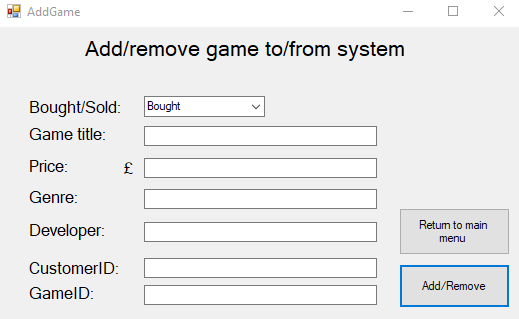 AddGame
Add/remove game to/from system
Bought/Sold: Bought
Game title:
Price: £
Genre:
Developer:
Return to main
menu
CustomerID:
Add/Remove
GameID: